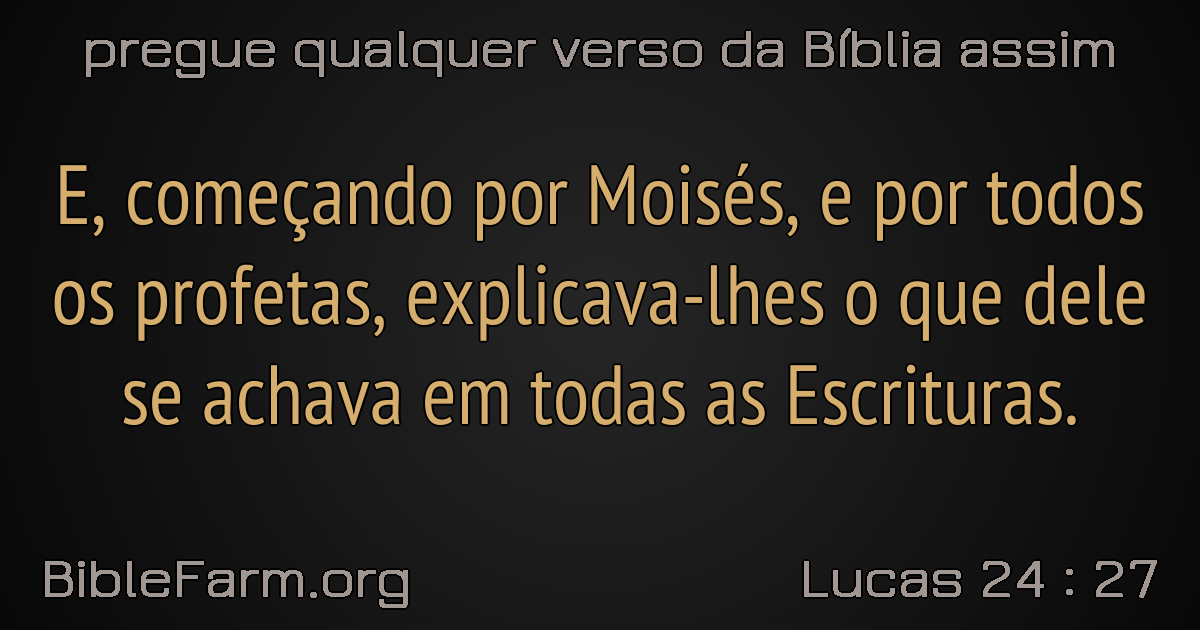 pregue qualquer verso da Bíblia assim
E, começando por Moisés, e por todos
os profetas, explicava-lhes o que dele
se achava em todas as Escrituras.
BibleFarm.org
Lucas 24 : 27